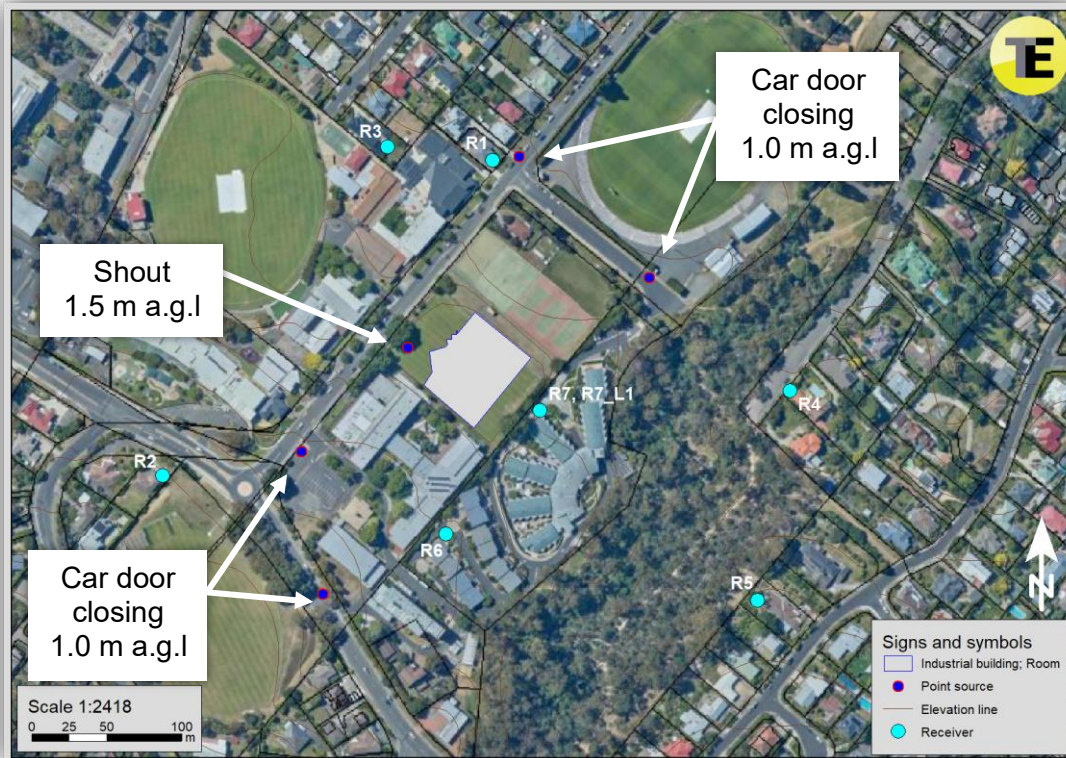 TE
Car door
closing
1.0 m a.g.l
R3
R1
Shout
1.5 m a.g.l
R7, R7_L1
R4
R2
R6
Car door
closing
1.0 m a.g.l
R5
N
Signs and symbols
Industrial building; Room
Point source
Elevation line
Receiver
Scale 1:2418
0 25 50 100
m